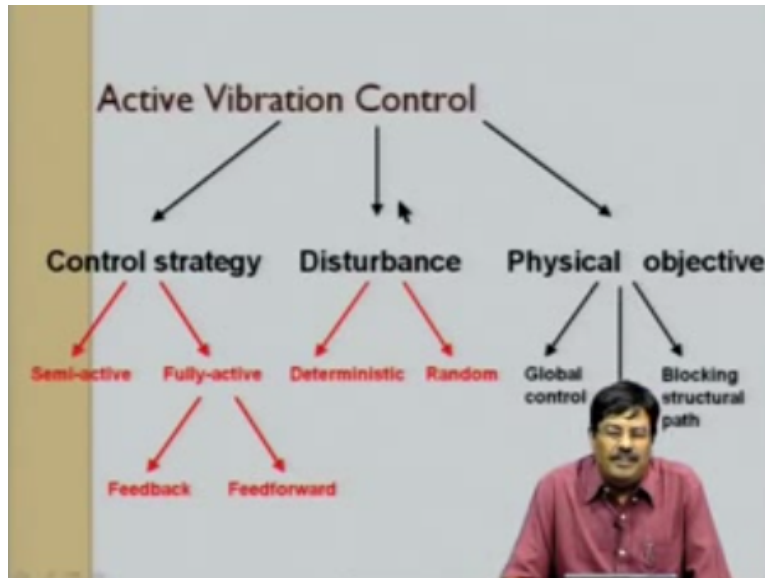 Active Vibration Control
Control strategy Disturbance Physical objective
Semi-active Fully-active Deterministic Random Global control Blocking structural path
Feedback Feedforward